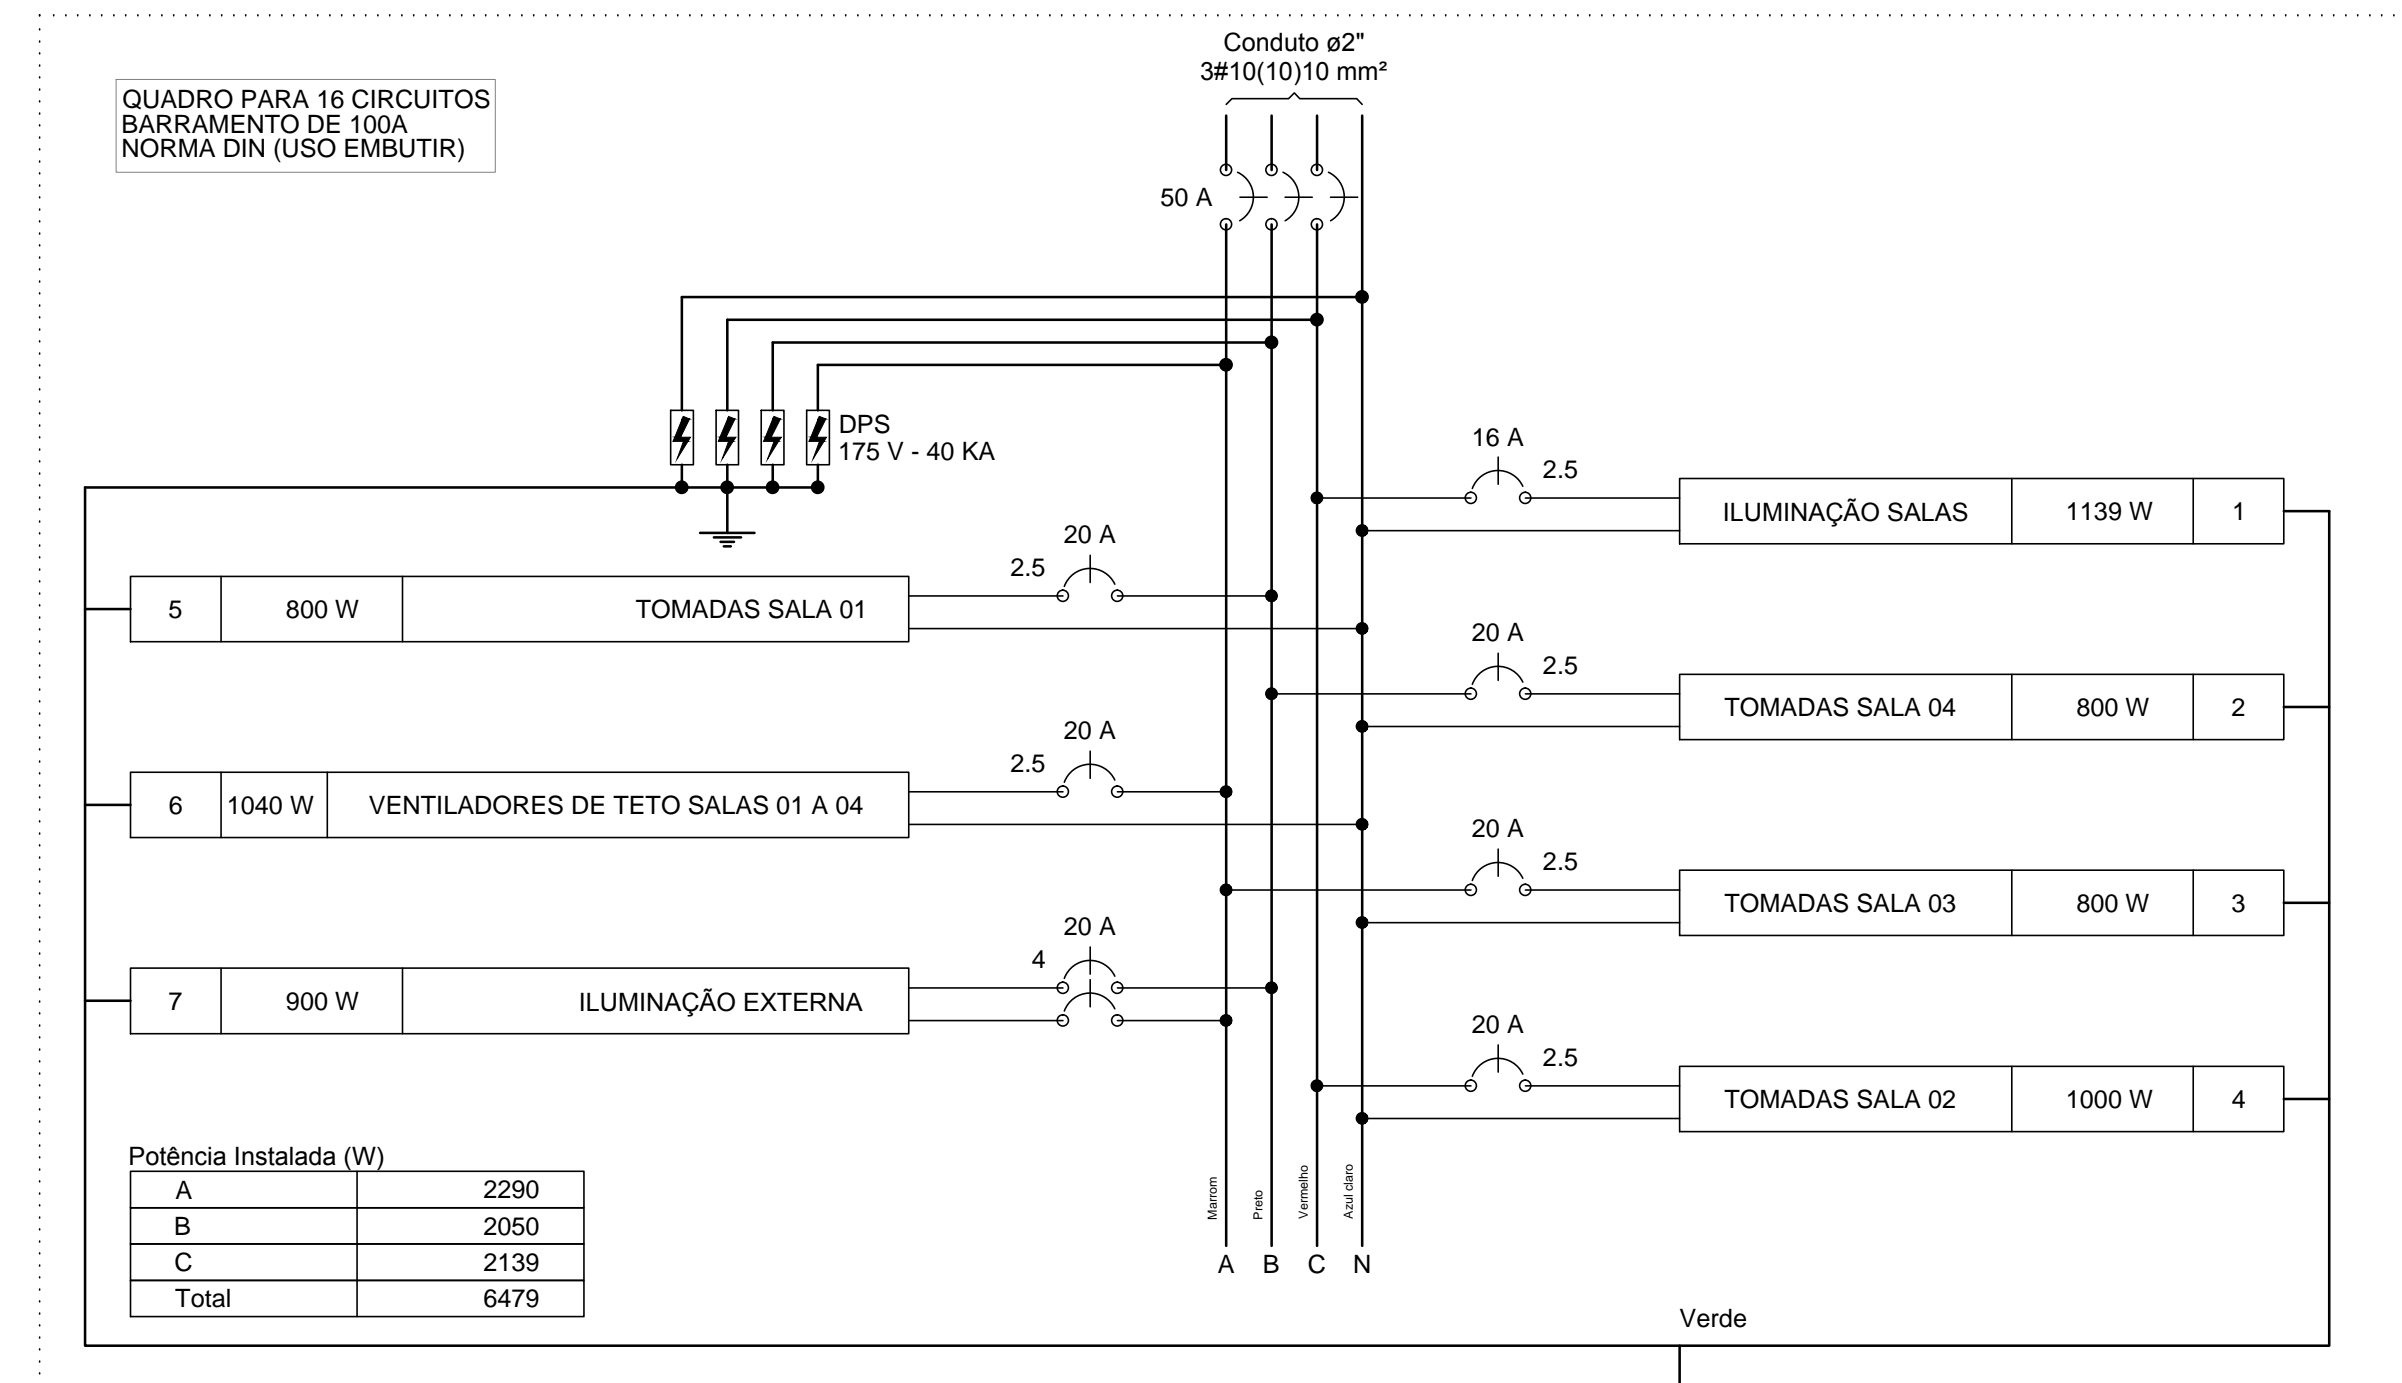 Conduto ø2"
3#10(10)10 mm²
QUADRO PARA 16 CIRCUITOS
BARRAMENTO DE 100A
NORMA DIN (USO EMBUTIR)
50 A
DPS
175 V - 40 KA
16 A
2.5
ILUMINAÇÃO SALAS 1139 W 1
20 A
2.5
5 800 W TOMADAS SALA 01
20 A
2.5
TOMADAS SALA 04 800 W 2
20 A
2.5
6 1040 W VENTILADORES DE TETO SALAS 01 A 04
20 A
2.5
TOMADAS SALA 03 800 W 3
20 A
4
7 900 W ILUMINAÇÃO EXTERNA
20 A
2.5
TOMADAS SALA 02 1000 W 4
Potência Instalada (W)
A 2290
B 2050
C 2139
Total 6479
Marrom
Preto
Vermelho
Azul claro
A B C N
Verde